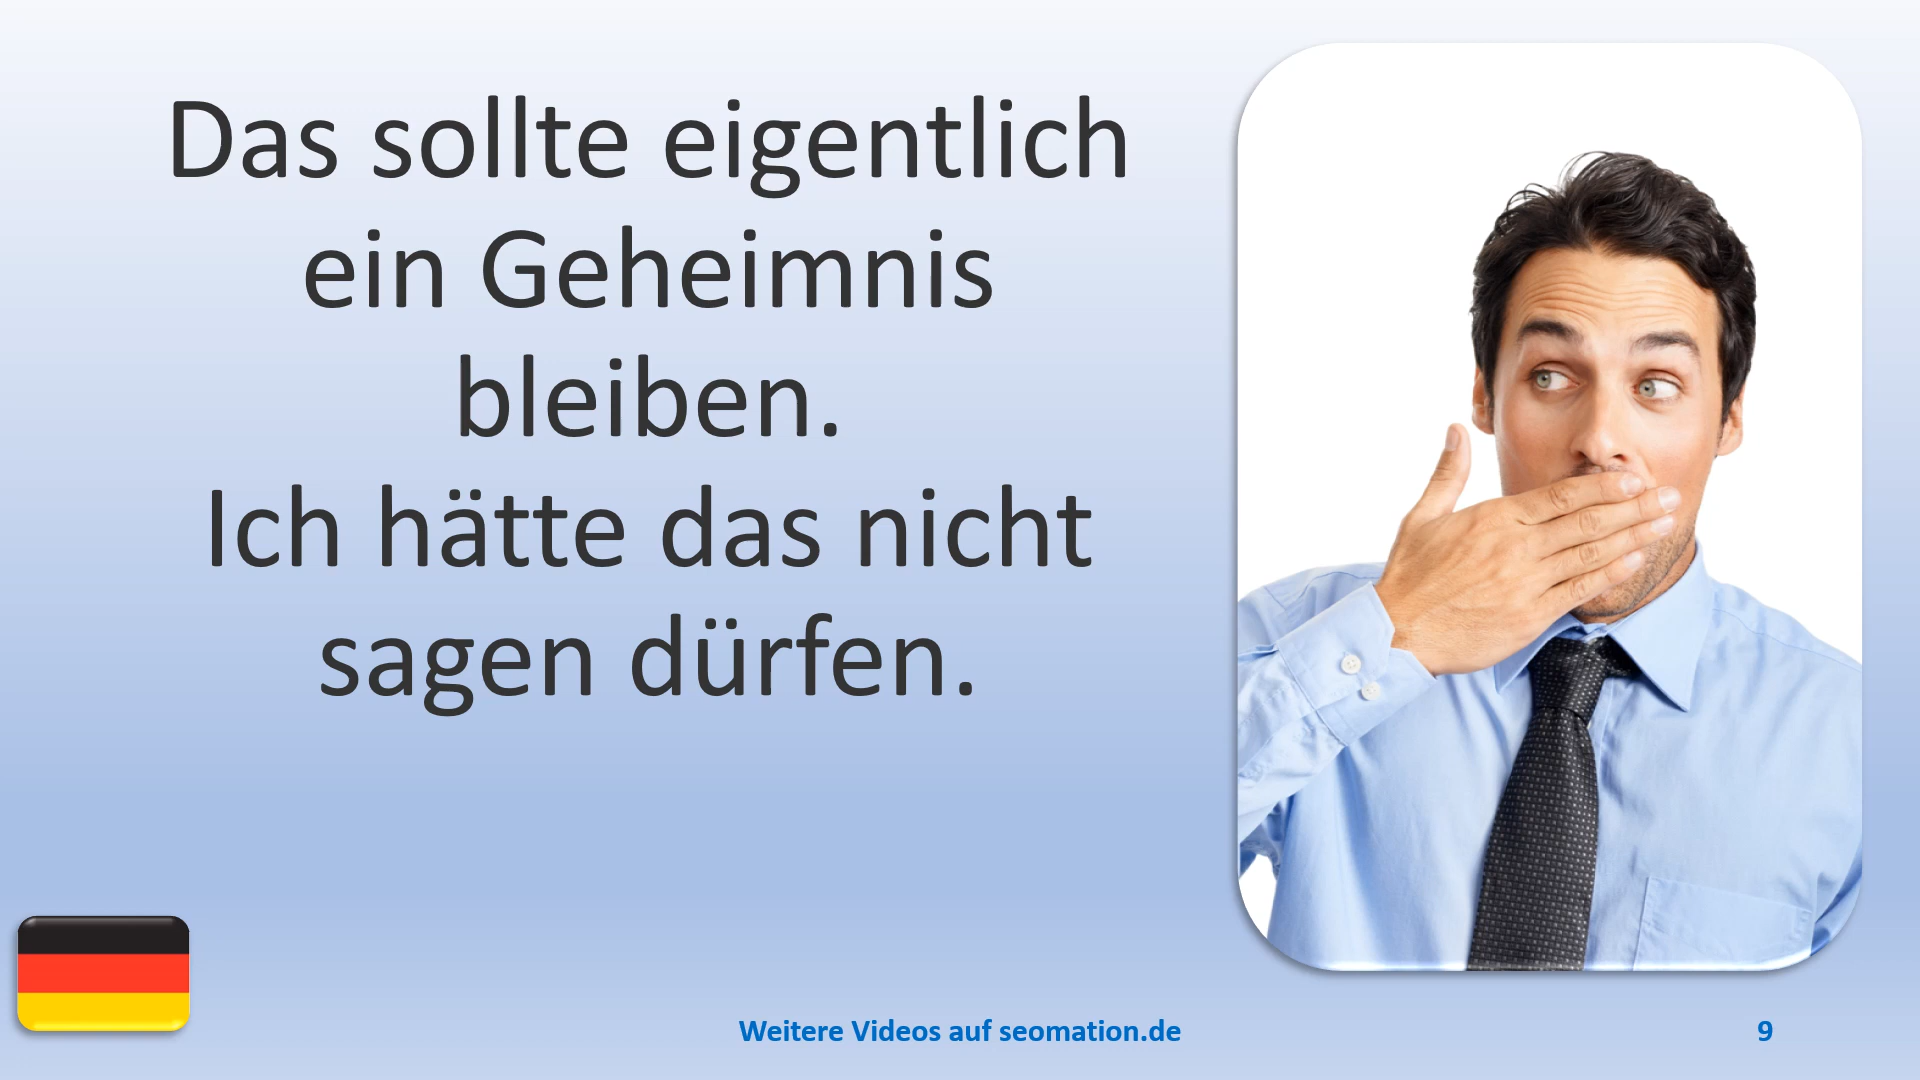 Das sollte eigentlich
ein Geheimnis
bleiben.
Ich hätte das nicht
sagen dürfen.
Weitere Videos auf seomation.de
9